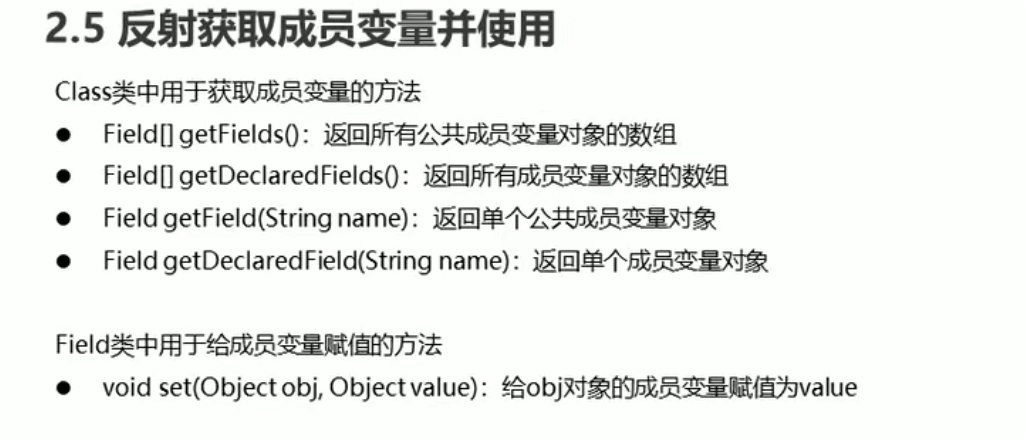 2.5 反射获取成员变量并使用
Class类中用于获取成员变量的方法
● Field[] getFields()：返回所有公共成员变量对象的数组
● Field[] getDeclaredFields()：返回所有成员变量对象的数组
● Field getField(String name)：返回单个公共成员变量对象
● Field getDeclaredField(String name)：返回单个成员变量对象
Field类中用于给成员变量赋值的方法
● void set(Object obj, Object value)：给obj对象的成员变量赋值为value